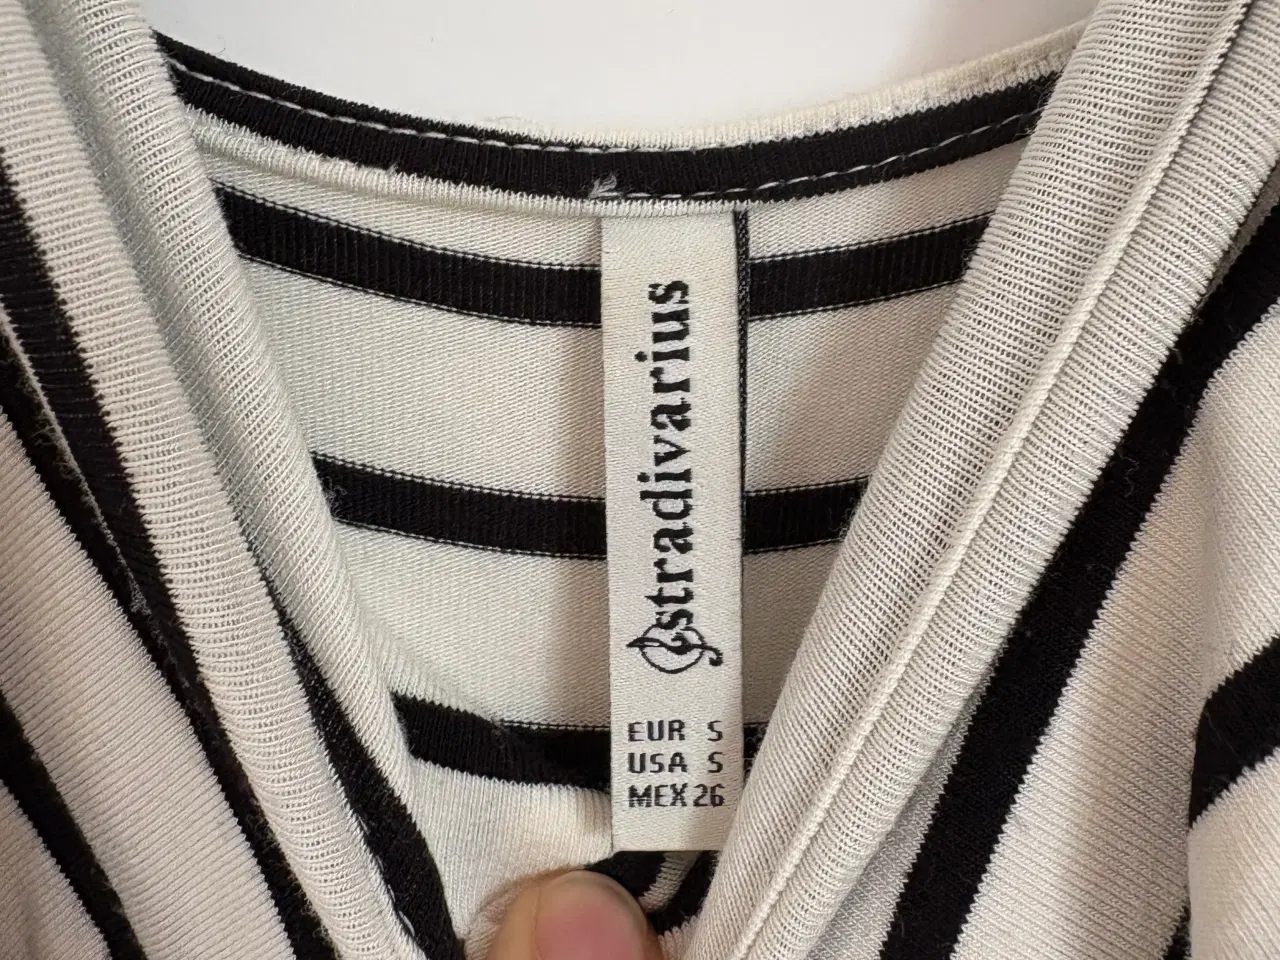 stradivarius
EUR S
USA S
MEX 26